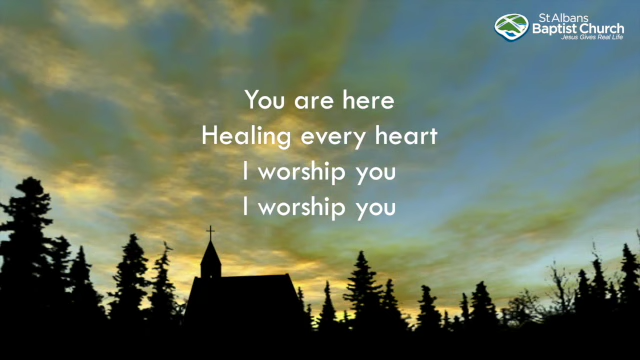 St Albans
Baptist Church
Jesus Gives Real Life
You are here
Healing every heart
I worship you
I worship you